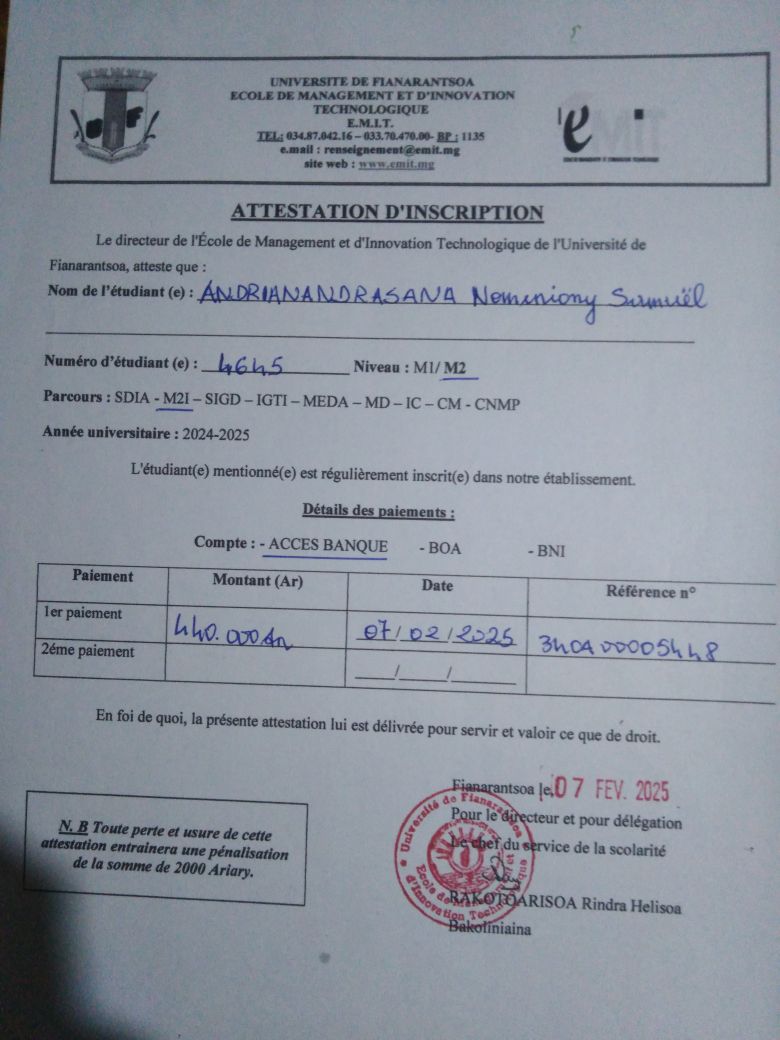 UNIVERSITE DE FIANARANTSOA
ECOLE DE MANAGEMENT ET D'INNOVATION
TECHNOLOGIQUE
E.M.I.T.
TEL: 034.87.042.16 – 033.70.470.00- BP : 1135
e.mail : renseignement@emit.mg
site web : www.emit.mg
éMIT
ATTESTATION D'INSCRIPTION
Le directeur de l'École de Management et d'Innovation Technologique de l'Université de
Fianarantsoa, atteste que :
Nom de l'étudiant (e) : ANDRIANANDRASANA Nomeniony Samuël
Numéro d'étudiant (e) : 4645 Niveau : M1/ M2
Parcours : SDIA - M2I – SIGD – IGTI – MEDA – MD – IC – CM - CNMP
Année universitaire : 2024-2025
L'étudiant(e) mentionné(e) est régulièrement inscrit(e) dans notre établissement.
Détails des paiements :
Compte : - ACCES BANQUE - BOA - BNI
Paiement Montant (Ar) Date Référence n°
1er paiement 440.000Ar 07/02/2025 340A00005448
2éme paiement __/__/__
En foi de quoi, la présente attestation lui est délivrée pour servir et valoir ce que de droit.
Fianarantsoa le, 07 FEV. 2025
Pour le directeur et pour délégation
Le chef du service de la scolarité
RAKOTOARISOA Rindra Helisoa
Bakoliniaina
N. B Toute perte et usure de cette
attestation entrainera une pénalisation
de la somme de 2000 Ariary.
Université de Fianarantsoa
Ecole de Management et
d'Innovation Technologique